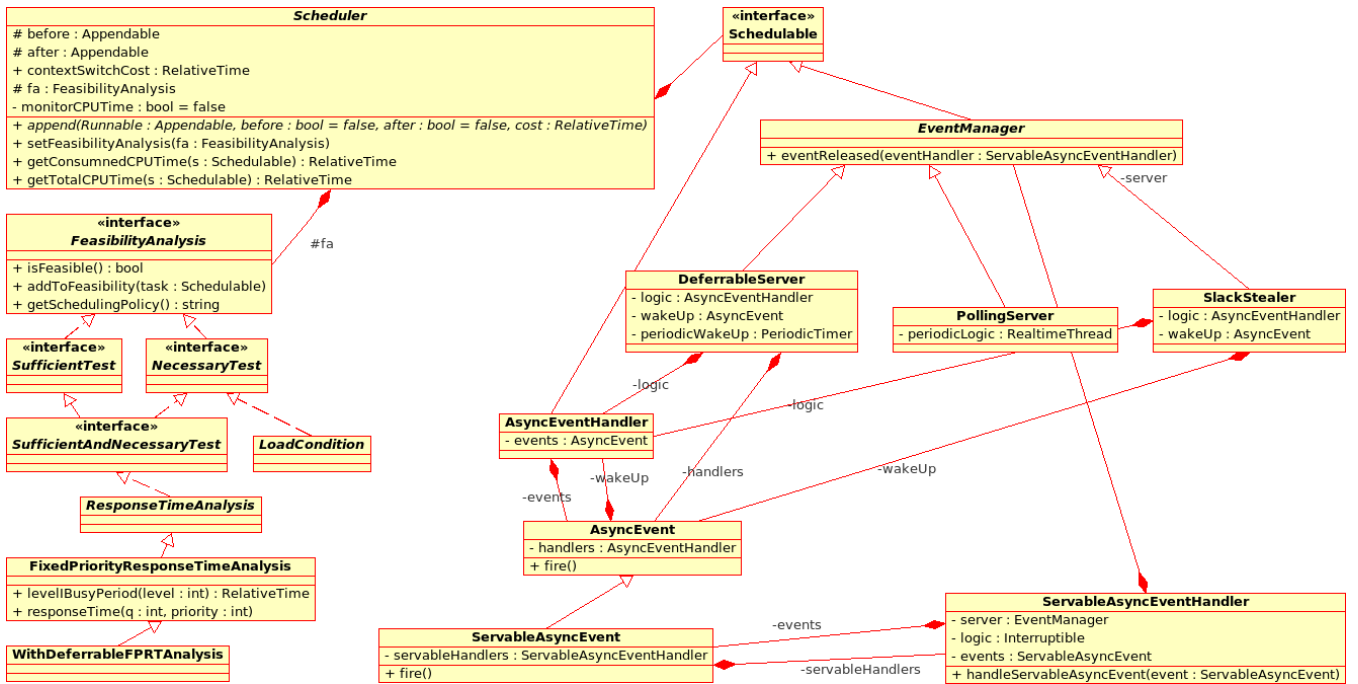 Scheduler
# before : Appendable
# after : Appendable
+ contextSwitchCost : RelativeTime
# fa : FeasibilityAnalysis
- monitorCPUTime : bool = false
+ append(Runnable : Appendable, before : bool = false, after : bool = false, cost : RelativeTime)
+ setFeasibilityAnalysis(fa : FeasibilityAnalysis)
+ getConsumnedCPUTime(s : Schedulable) : RelativeTime
+ getTotalCPUTime(s : Schedulable) : RelativeTime
«interface»
Schedulable
EventManager
+ eventReleased(eventHandler : ServableAsyncEventHandler)
-server
#fa
«interface»
FeasibilityAnalysis
+ isFeasible() : bool
+ addToFeasibility(task : Schedulable)
+ getSchedulingPolicy() : string
«interface»
SufficientTest
«interface»
NecessaryTest
«interface»
SufficientAndNecessaryTest
LoadCondition
ResponseTimeAnalysis
FixedPriorityResponseTimeAnalysis
+ levelIBusyPeriod(level : int) : RelativeTime
+ responseTime(q : int, priority : int)
WithDeferrableFPRTAnalysis
DeferrableServer
- logic : AsyncEventHandler
- wakeUp : AsyncEvent
- periodicWakeUp : PeriodicTimer
PollingServer
- periodicLogic : RealtimeThread
SlackStealer
- logic : AsyncEventHandler
- wakeUp : AsyncEvent
-logic
-logic
AsyncEventHandler
- events : AsyncEvent
-events
-wakeUp
-handlers
-wakeUp
AsyncEvent
- handlers : AsyncEventHandler
+ fire()
ServableAsyncEvent
- servableHandlers : ServableAsyncEventHandler
+ fire()
-events
-servableHandlers
ServableAsyncEventHandler
- server : EventManager
- logic : Interruptible
- events : ServableAsyncEvent
+ handleServableAsyncEvent(event : ServableAsyncEvent)